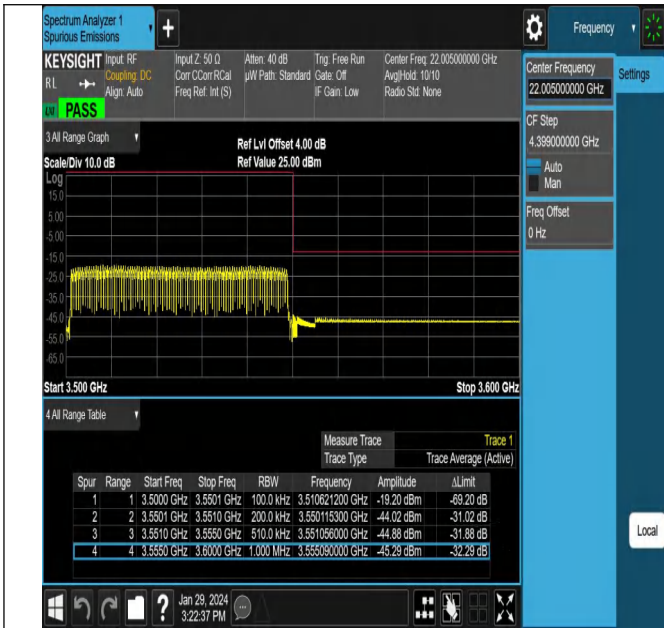 Spectrum Analyzer 1
Spurious Emissions
Frequency
KEYSIGHT Input: RF Input Z: 50 Ω Atten: 40 dB Trig: Free Run Center Freq: 22.005000000 GHz
RL Coupling: DC Corr CCorr RCal µW Path: Standard Gate: Off Avg|Hold: 10/10
Align: Auto Freq Ref: Int (S) IF Gain: Low Radio Std: None
PASS
Center Frequency
22.005000000 GHz
Settings
CF Step
4.399000000 GHz
Auto
Man
Freq Offset
0 Hz
3 All Range Graph
Ref Lvl Offset 4.00 dB
Scale/Div 10.0 dB Ref Value 25.00 dBm
Log
15.0
5.00
-5.00
-15.0
-25.0
-35.0
-45.0
-55.0
-65.0
Start 3.500 GHz Stop 3.600 GHz
4 All Range Table
Measure Trace Trace 1
Trace Type Trace Average (Active)
Spur Range Start Freq Stop Freq RBW Frequency Amplitude ΔLimit
1 1 3.5000 GHz 3.5501 GHz 100.0 kHz 3.510621200 GHz -19.20 dBm -69.20 dB
2 2 3.5501 GHz 3.5510 GHz 200.0 kHz 3.550115300 GHz -44.02 dBm -31.02 dB
3 3 3.5510 GHz 3.5550 GHz 510.0 kHz 3.551056000 GHz -44.88 dBm -31.88 dB
4 4 3.5550 GHz 3.6000 GHz 1.000 MHz 3.555090000 GHz -45.29 dBm -32.29 dB
Local
Jan 29, 2024
3:22:37 PM